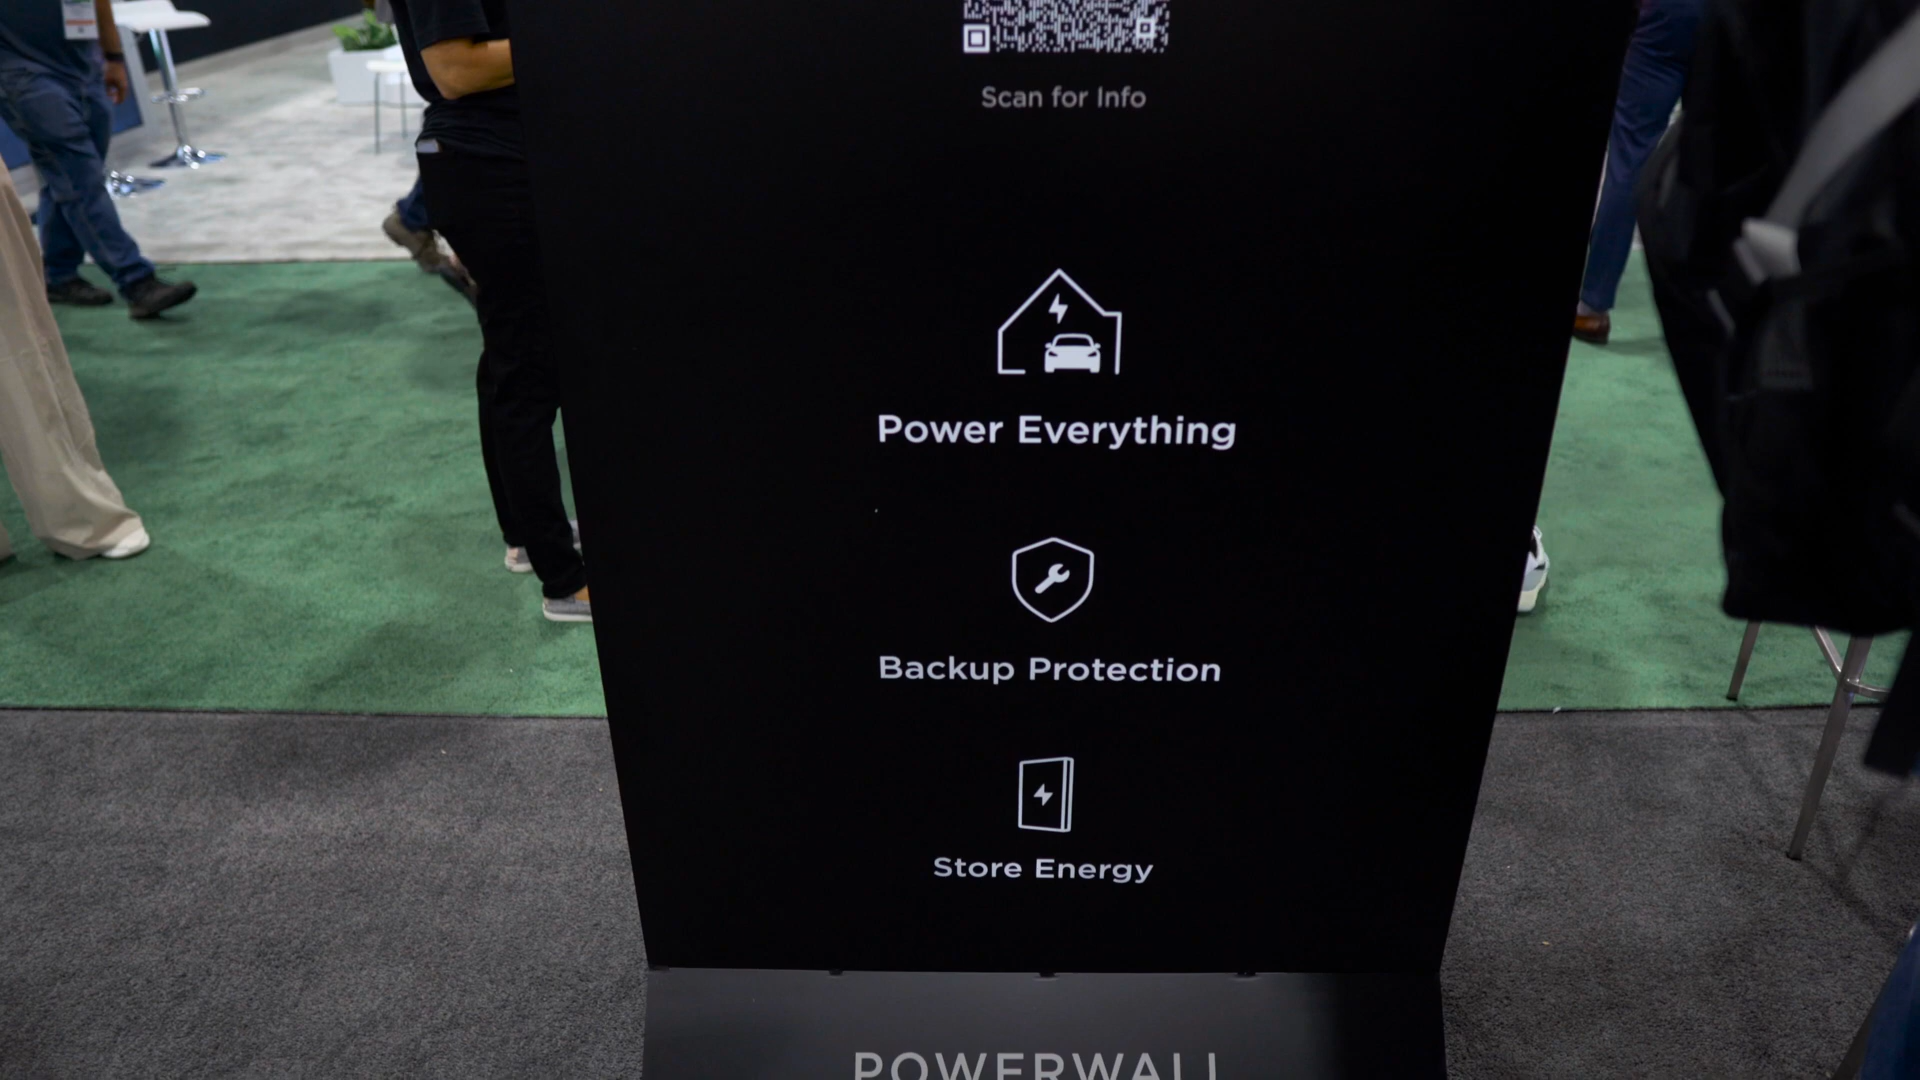 Scan for Info
Power Everything
Backup Protection
Store Energy
POWERWALL